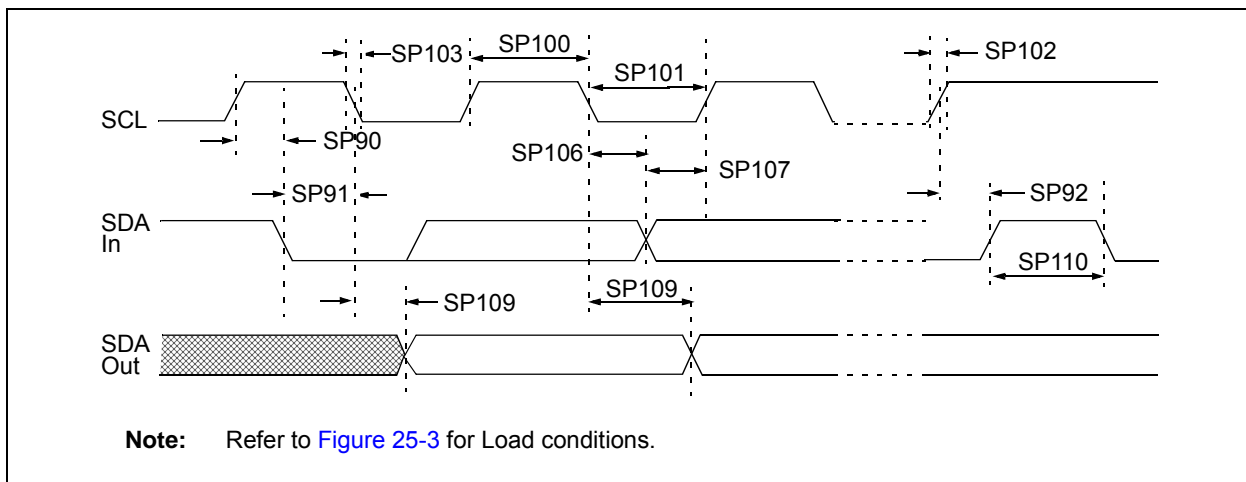 SP103
SP100
SP102
SP101
SCL
SP90
SP106
SP107
SP91
SP92
SDA
In
SP110
SP109
SP109
SDA
Out
Note: Refer to Figure 25-3 for Load conditions.